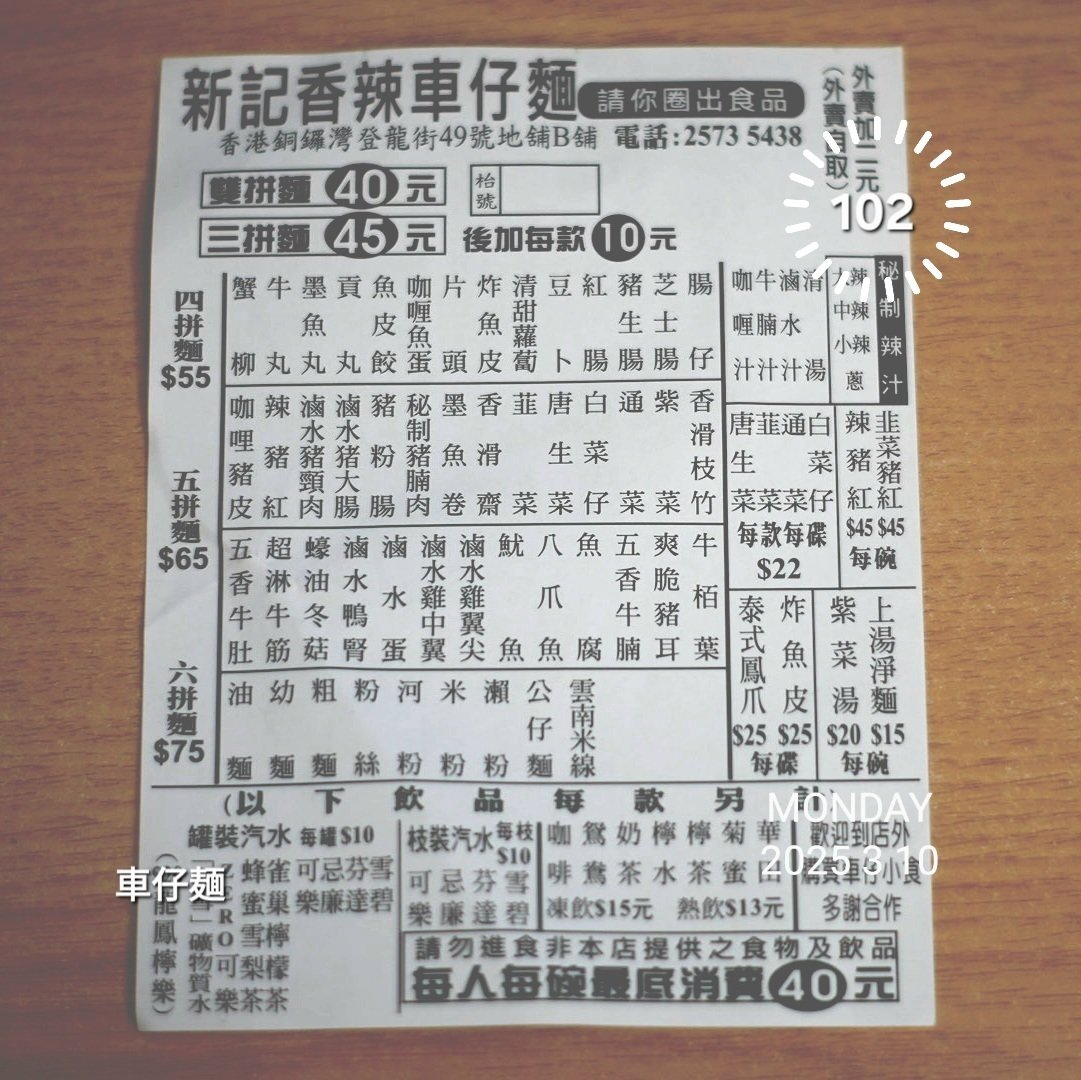 新記香辣車仔麵
請你圈出食品
香港銅鑼灣登龍街49號地舖B舖 電話:2573 5438
外賣加二元
(外賣自取)
102
雙拼麵 40 元
枱號
三拼麵 45 元 後加每款 10 元
四拼麵 $55
五拼麵 $65
六拼麵 $75
蟹柳
牛丸
墨魚丸
貢丸
魚皮餃
咖喱魚蛋
片頭
炸魚皮
清甜蘿蔔
豆卜
紅腸
豬生腸
芝士腸
腸仔
咖喱汁
牛腩汁
滷水汁
清湯
大辣
中辣
小辣
蔥
秘制辣汁
咖哩豬皮
辣豬紅
滷水豬頸肉
滷水猪大腸
豬粉腸
秘制豬腩肉
墨魚卷
香滑齋
韮菜
唐生菜
白菜仔
通菜
紫菜
香滑枝竹
唐生菜
韮菜
通菜
白菜仔
每款每碟
$22
辣豬紅 $45
韭菜豬紅 $45
每碗
五香牛肚
超淋牛筋
蠔油冬菇
滷水鴨腎
滷水蛋
滷水雞中翼
滷水雞翼尖
魷魚
八爪魚
魚腐
五香牛腩
爽脆豬耳
牛栢葉
泰式鳳爪 $25
炸魚皮 $25
每碟
紫菜湯 $20
上湯淨麵 $15
每碗
油麵
幼麵
粗麵
粉絲
河粉
米粉
瀨粉
公仔麵
雲南米線
(以下飲品每款另計)
MONDAY
2025.3.10
罐裝汽水 每罐$10
可樂
忌廉
芬達
雪碧
雀巢檸檬茶
蜂蜜雪梨茶
ZERO可樂
礦物質水
車仔麵
枝裝汽水 每枝$10
可樂
忌廉
芬達
雪碧
咖啡
鴛鴦
奶茶
檸水
檸茶
菊蜜
華田
凍飲$15元 熱飲$13元
歡迎到店外
購買車仔小食
多謝合作
請勿進食非本店提供之食物及飲品
每人每碗最底消費 40 元